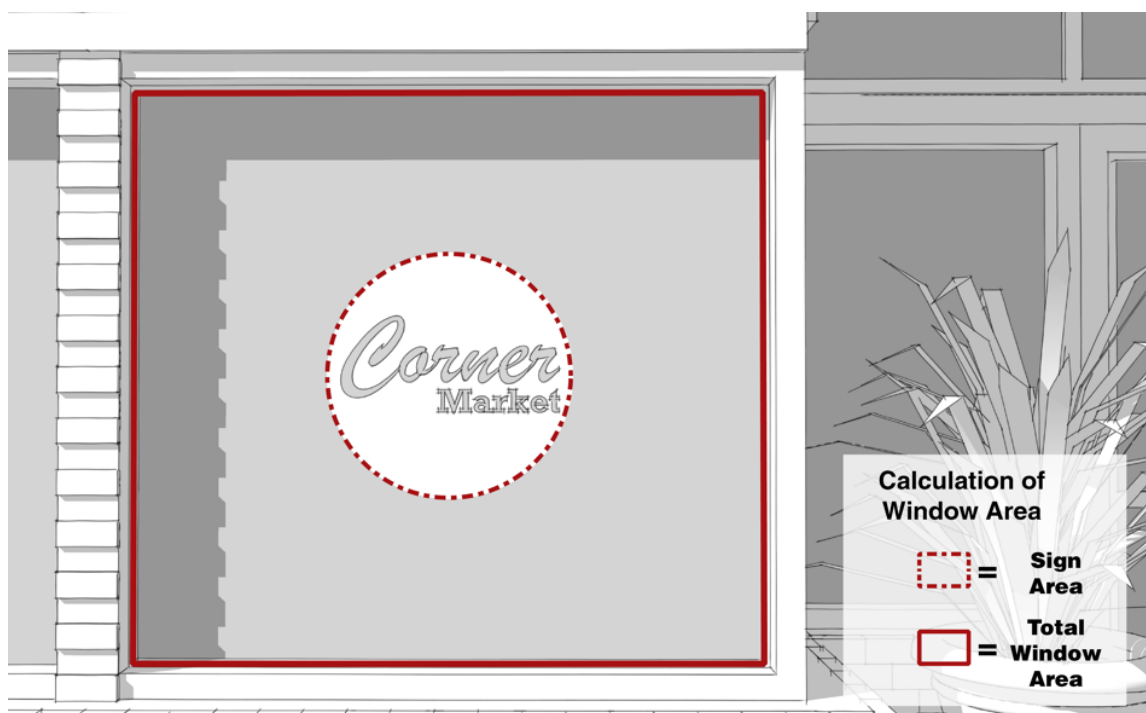 Corner
Market
Calculation of
Window Area
= Sign
Area
= Total
Window
Area